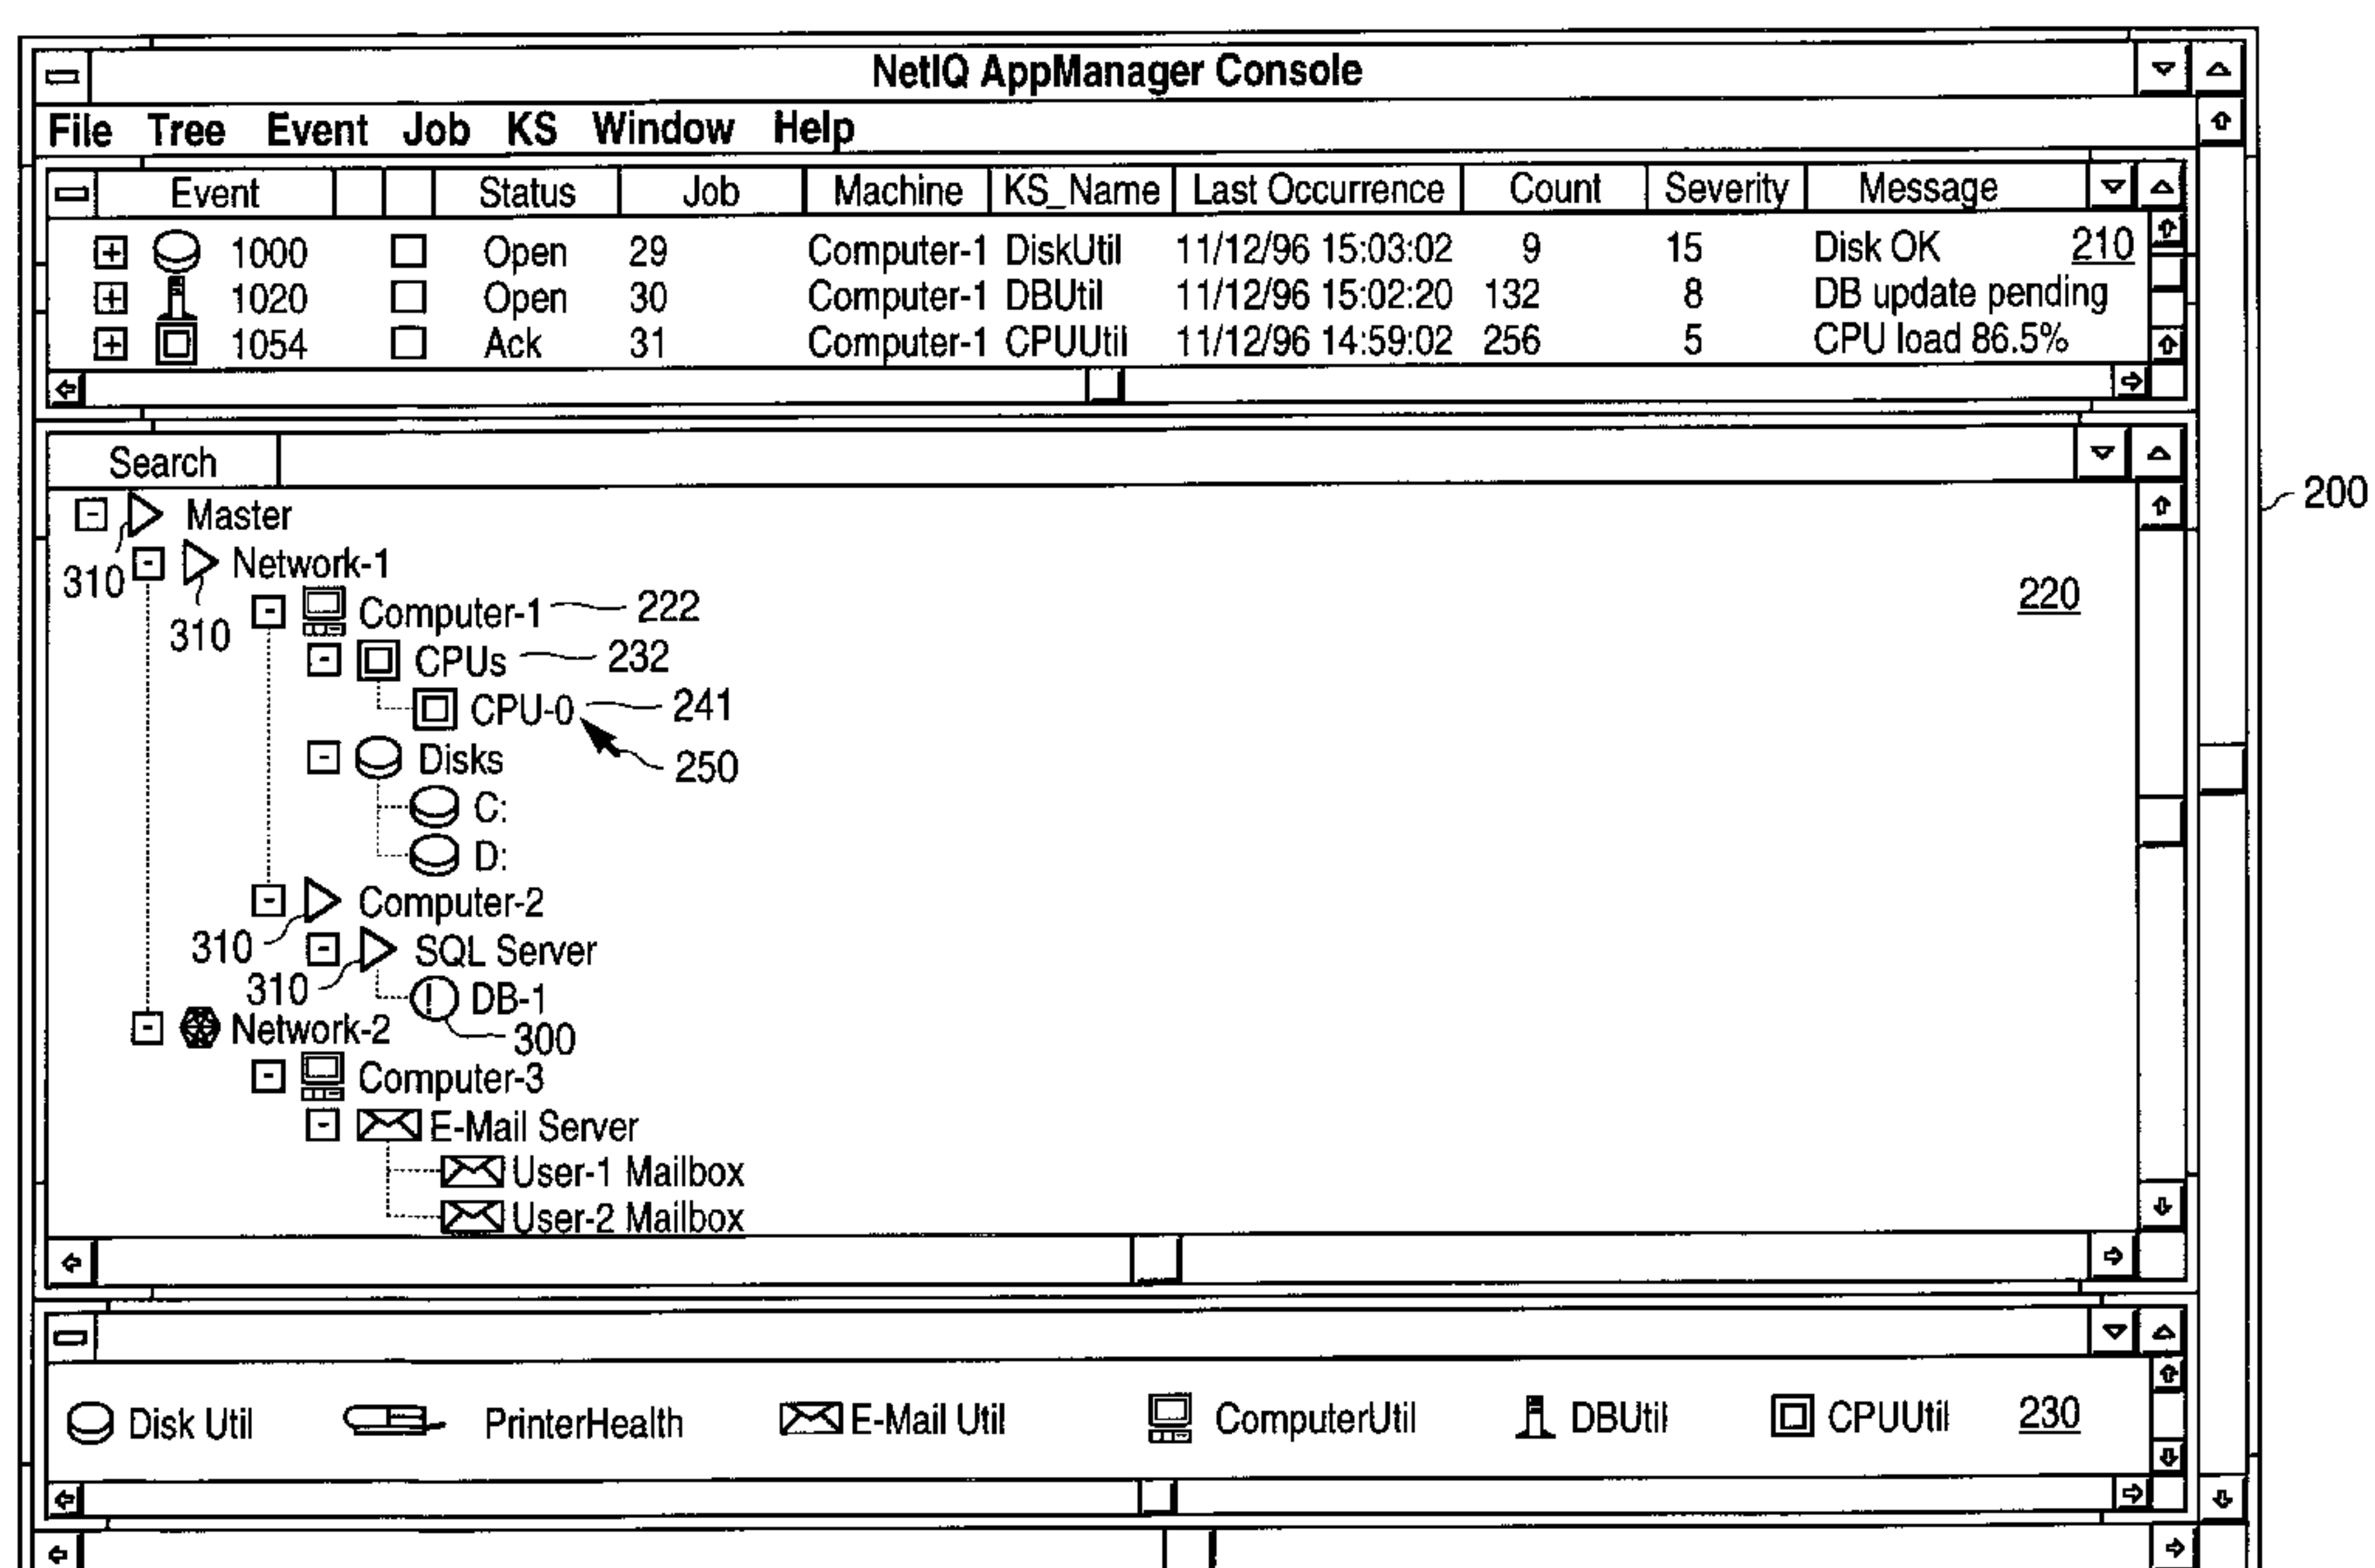 NetIQ AppManager Console
File Tree Event Job KS Window Help
Event Status Job Machine KS_Name Last Occurrence Count Severity Message
1000 Open 29 Computer-1 DiskUtil 11/12/96 15:03:02 9 15 Disk OK 210
1020 Open 30 Computer-1 DBUtil 11/12/96 15:02:20 132 8 DB update pending
1054 Ack 31 Computer-1 CPUUtil 11/12/96 14:59:02 256 5 CPU load 86.5%
Search
200
Master
310 Network-1
220
310 Computer-1 222
CPUs 232
CPU-0 241
Disks 250
C:
D:
Computer-2
310 SQL Server
310 DB-1
Network-2 300
Computer-3
E-Mail Server
User-1 Mailbox
User-2 Mailbox
Disk Util PrinterHealth E-Mail Util ComputerUtil DBUtil CPUUtil 230